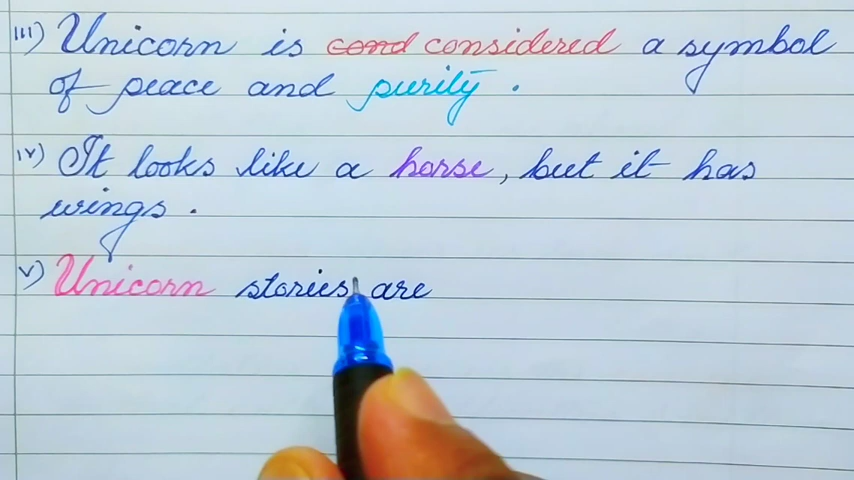 iii) Unicorn is cond considered a symbol
of peace and purity.
iv) It looks like a horse, but it has
wings.
v) Unicorn stories are